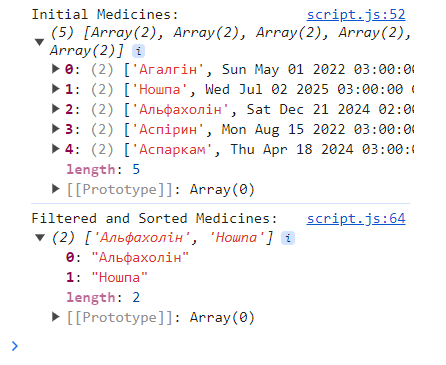 Initial Medicines: script.js:52
(5) [Array(2), Array(2), Array(2), Array(2),
Array(2)] i
0: (2) ['Агалгін', Sun May 01 2022 03:00:00
1: (2) ['Ношпа', Wed Jul 02 2025 03:00:00 G
2: (2) ['Альфахолін', Sat Dec 21 2024 02:00
3: (2) ['Аспірин', Mon Aug 15 2022 03:00:00
4: (2) ['Аспаркам', Thu Apr 18 2024 03:00:0
length: 5
[[Prototype]]: Array(0)
Filtered and Sorted Medicines: script.js:64
(2) ['Альфахолін', 'Ношпа'] i
0: "Альфахолін"
1: "Ношпа"
length: 2
[[Prototype]]: Array(0)